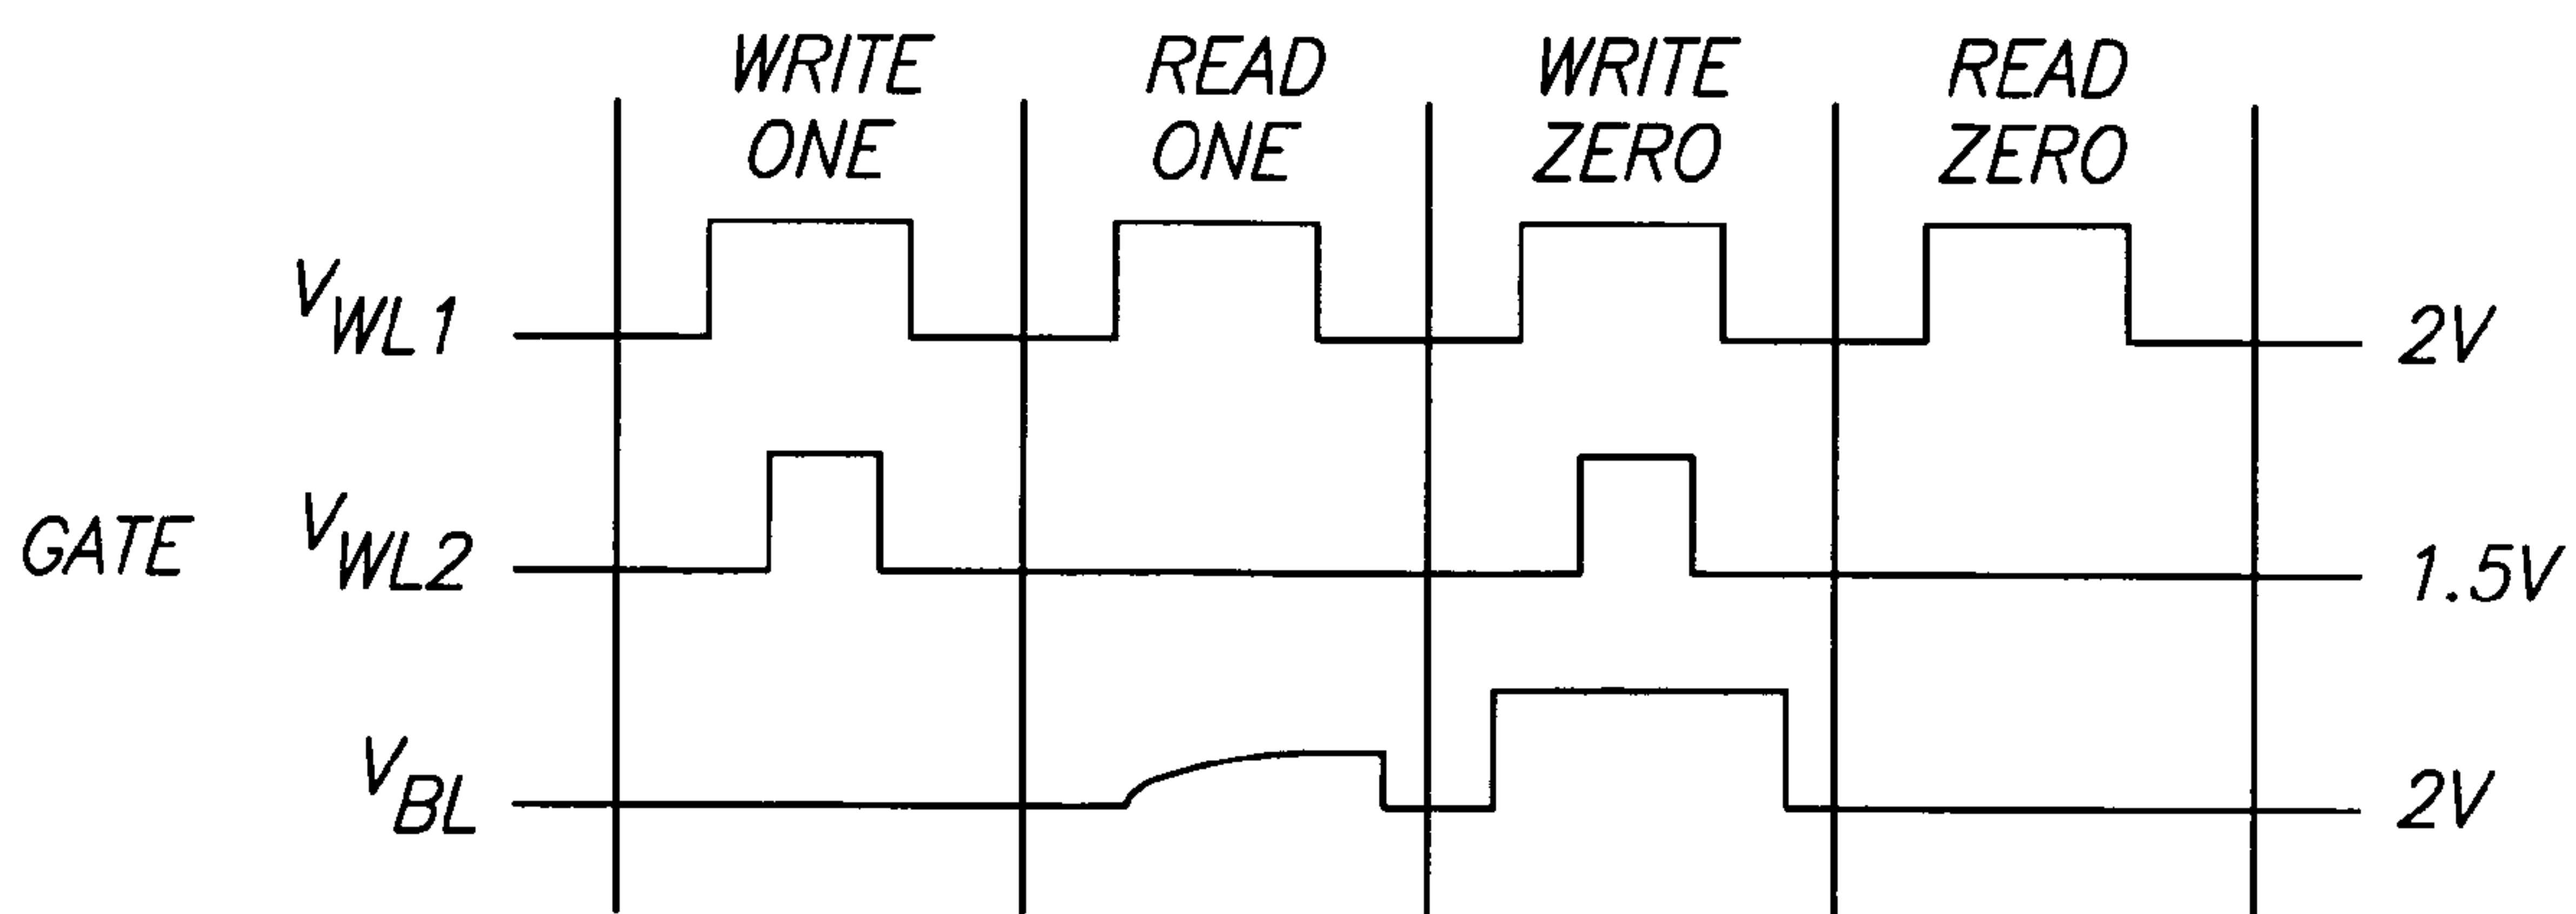 WRITE READ WRITE READ
ONE ONE ZERO ZERO
VWL1 2V
GATE VWL2 1.5V
VBL 2V